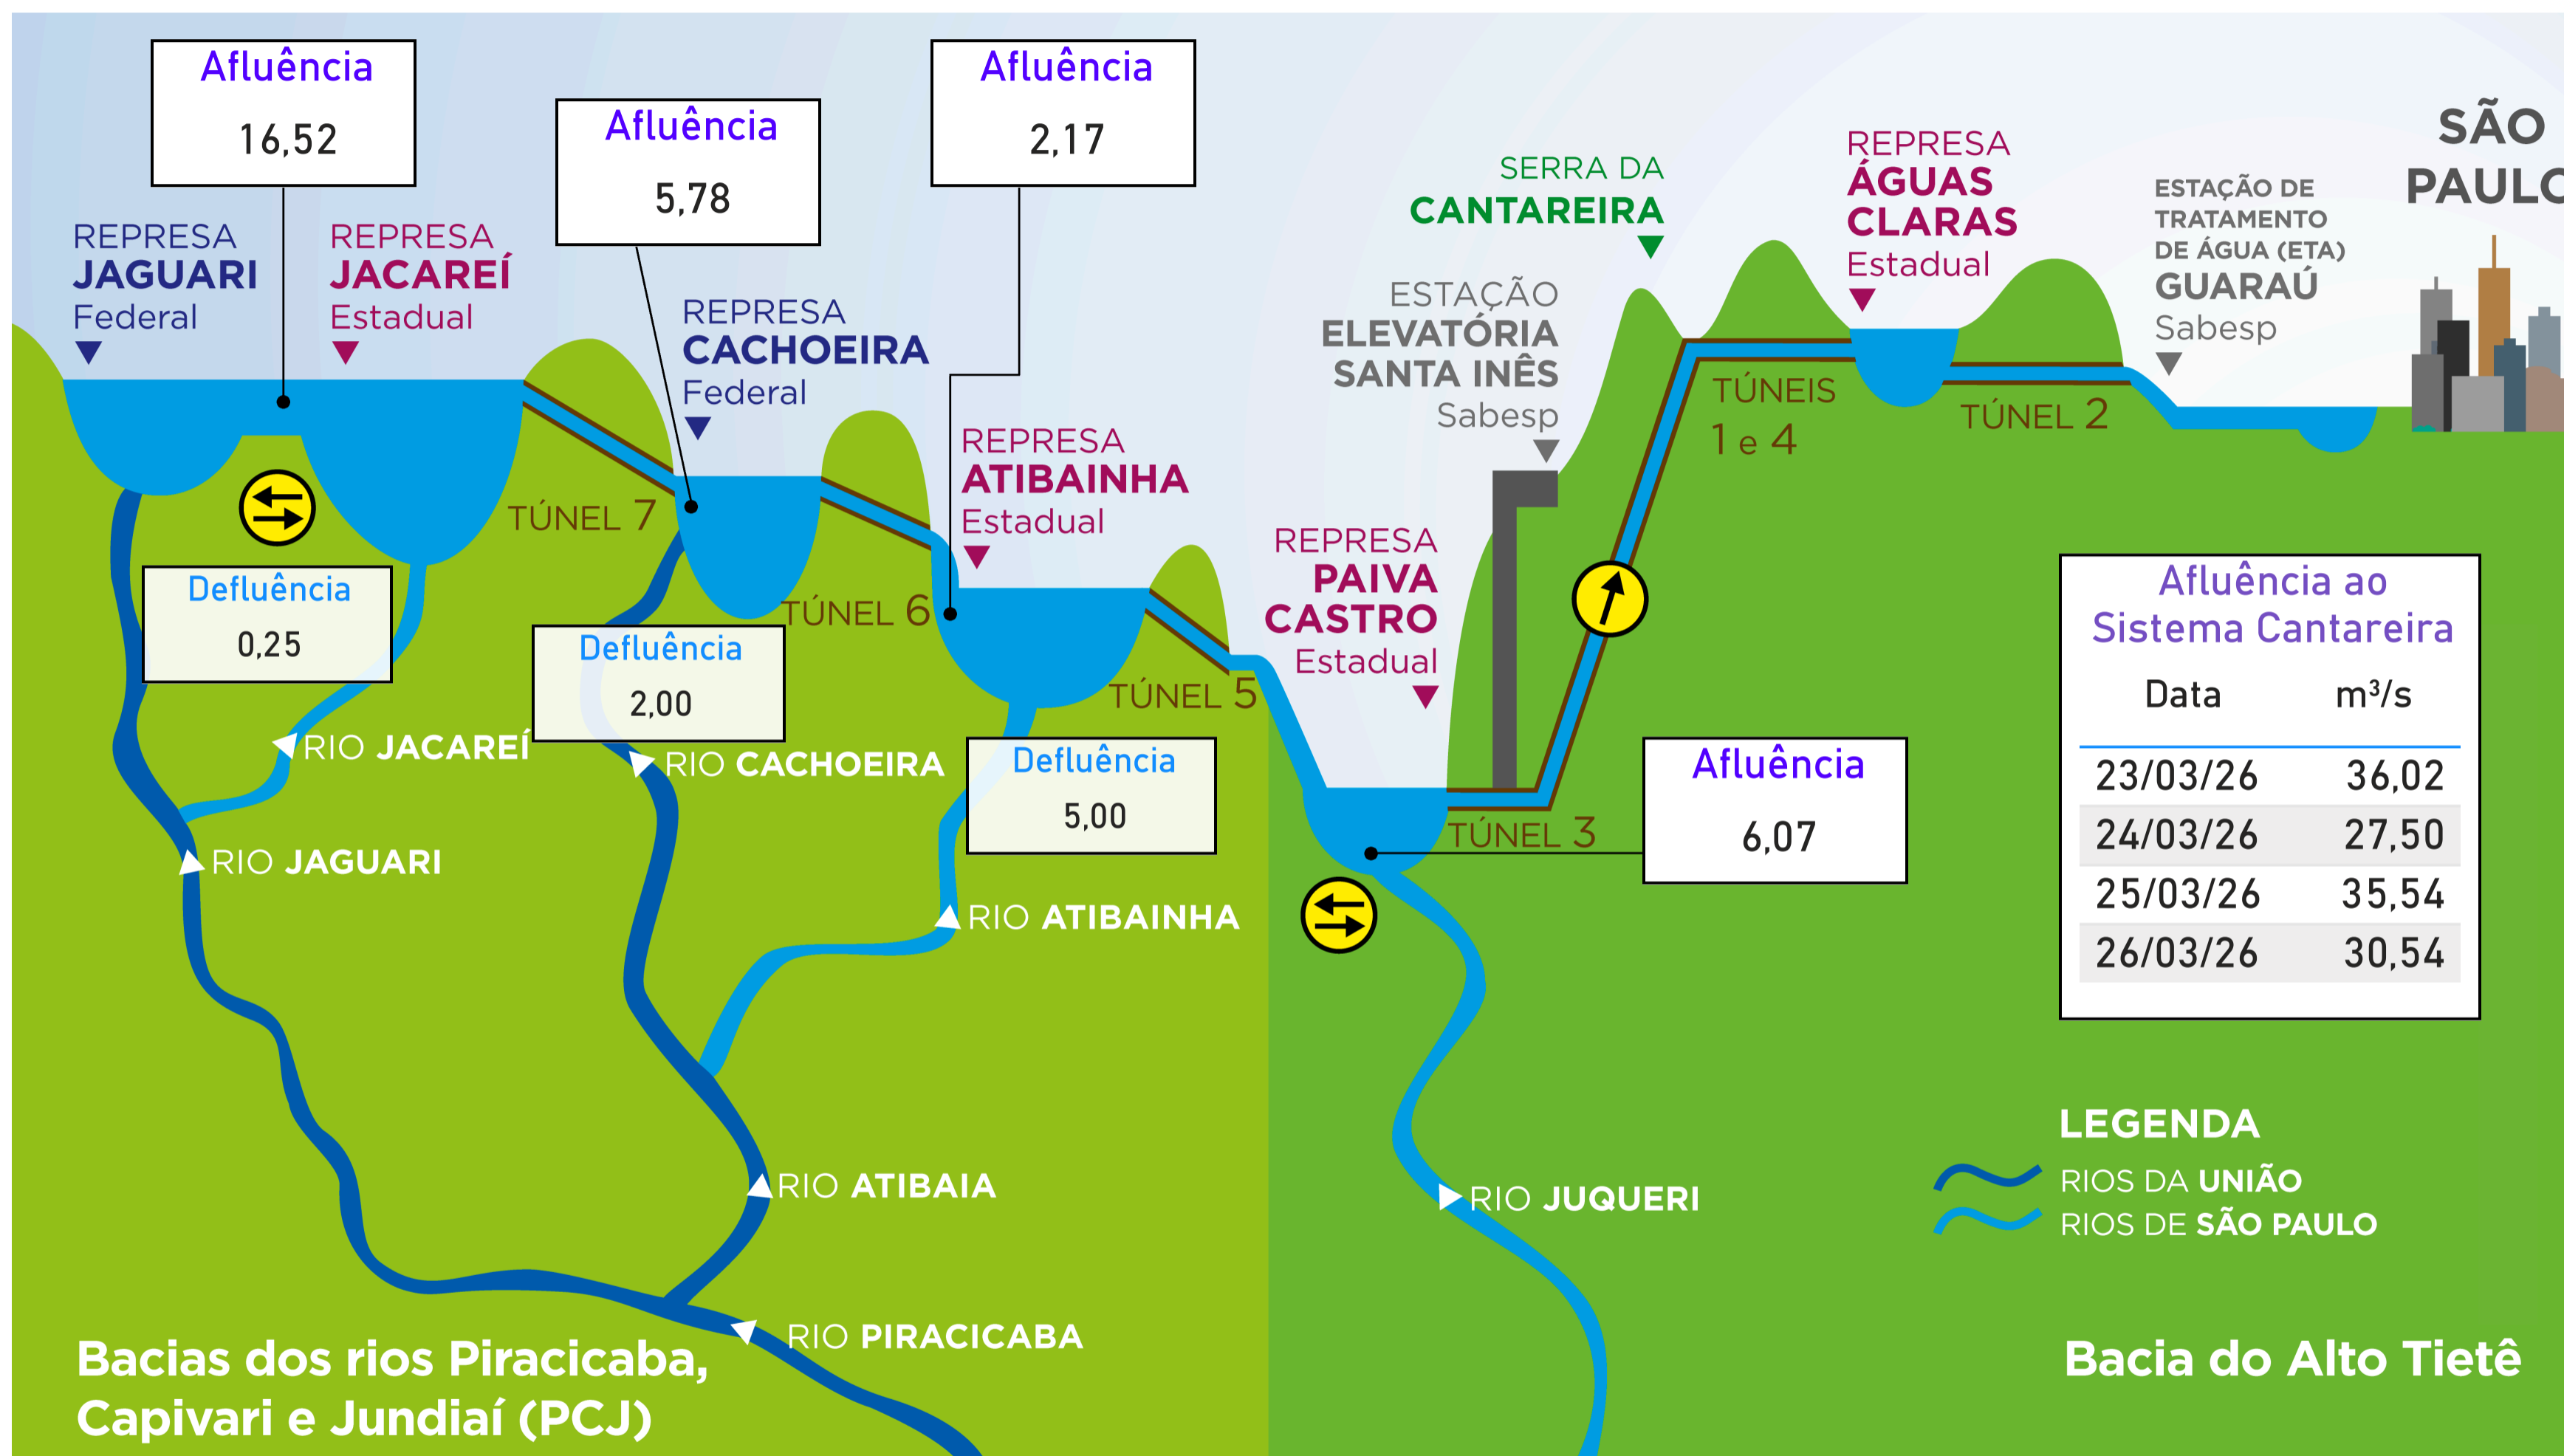 Afluência
16,52
Afluência
5,78
Afluência
2,17
REPRESA
JAGUARI
Federal
REPRESA
JACAREÍ
Estadual
REPRESA
CACHOEIRA
Federal
REPRESA
ATIBAINHA
Estadual
SERRA DA
CANTAREIRA
ESTAÇÃO
ELEVATÓRIA
SANTA INÊS
Sabesp
REPRESA
ÁGUAS
CLARAS
Estadual
ESTAÇÃO DE
TRATAMENTO
DE ÁGUA (ETA)
GUARAÚ
Sabesp
SÃO
PAULO
TÚNEIS
1 e 4
TÚNEL 2
TÚNEL 7
TÚNEL 6
TÚNEL 5
REPRESA
PAIVA
CASTRO
Estadual
TÚNEL 3
Defluência
0,25
Defluência
2,00
Defluência
5,00
Afluência
6,07
RIO JACAREÍ
RIO CACHOEIRA
RIO JAGUARI
RIO ATIBAINHA
RIO ATIBAIA
RIO JUQUERI
RIO PIRACICABA
Afluência ao
Sistema Cantareira
Data m³/s
23/03/26 36,02
24/03/26 27,50
25/03/26 35,54
26/03/26 30,54
LEGENDA
RIOS DA UNIÃO
RIOS DE SÃO PAULO
Bacias dos rios Piracicaba,
Capivari e Jundiaí (PCJ)
Bacia do Alto Tietê